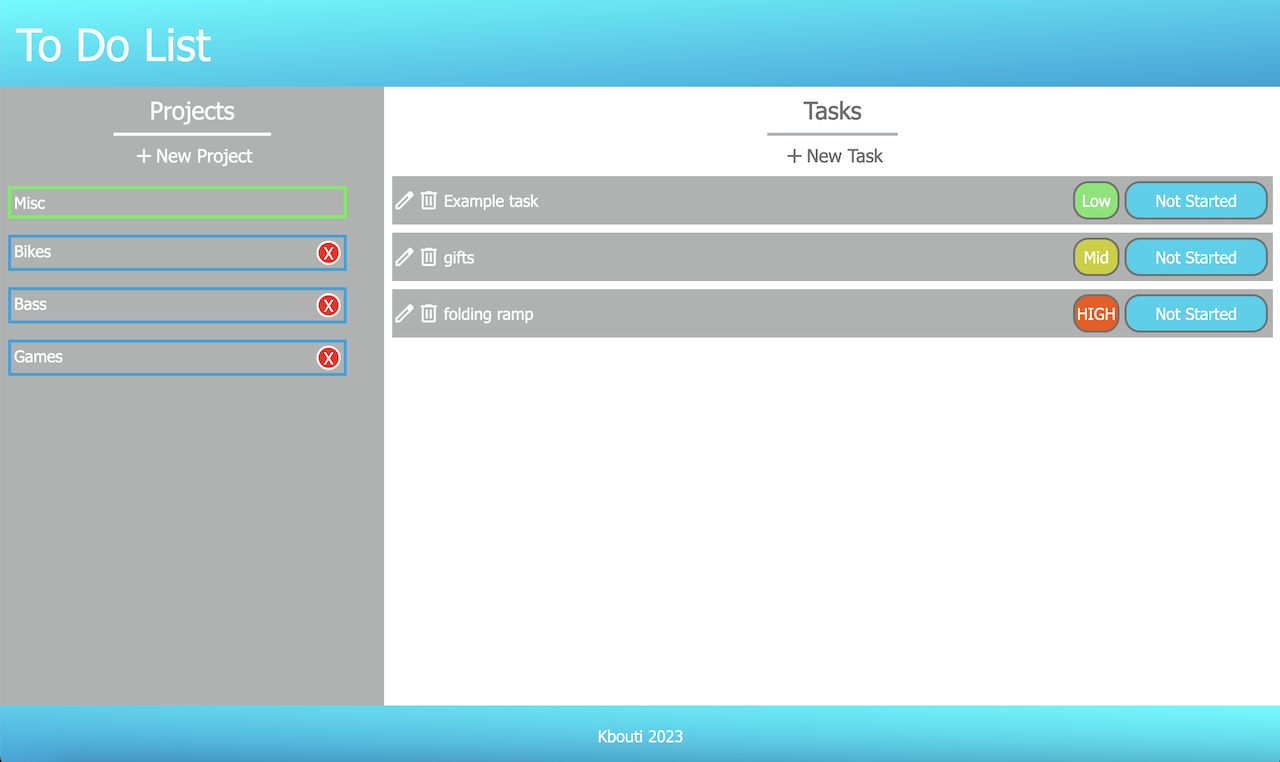 To Do List
Projects
+ New Project
Misc
Bikes X
Bass X
Games X
Tasks
+ New Task
Example task Low Not Started
gifts Mid Not Started
folding ramp HIGH Not Started
Kbouti 2023